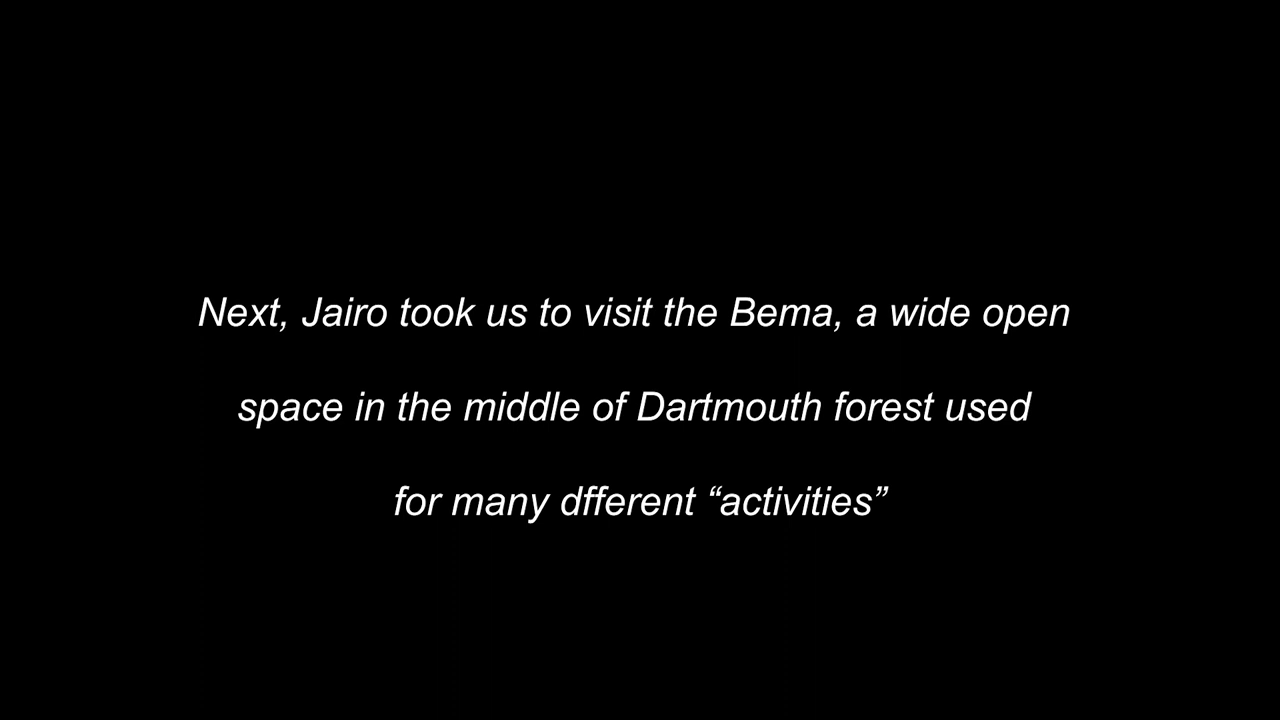 Next, Jairo took us to visit the Bema, a wide open
space in the middle of Dartmouth forest used
for many dfferent “activities”